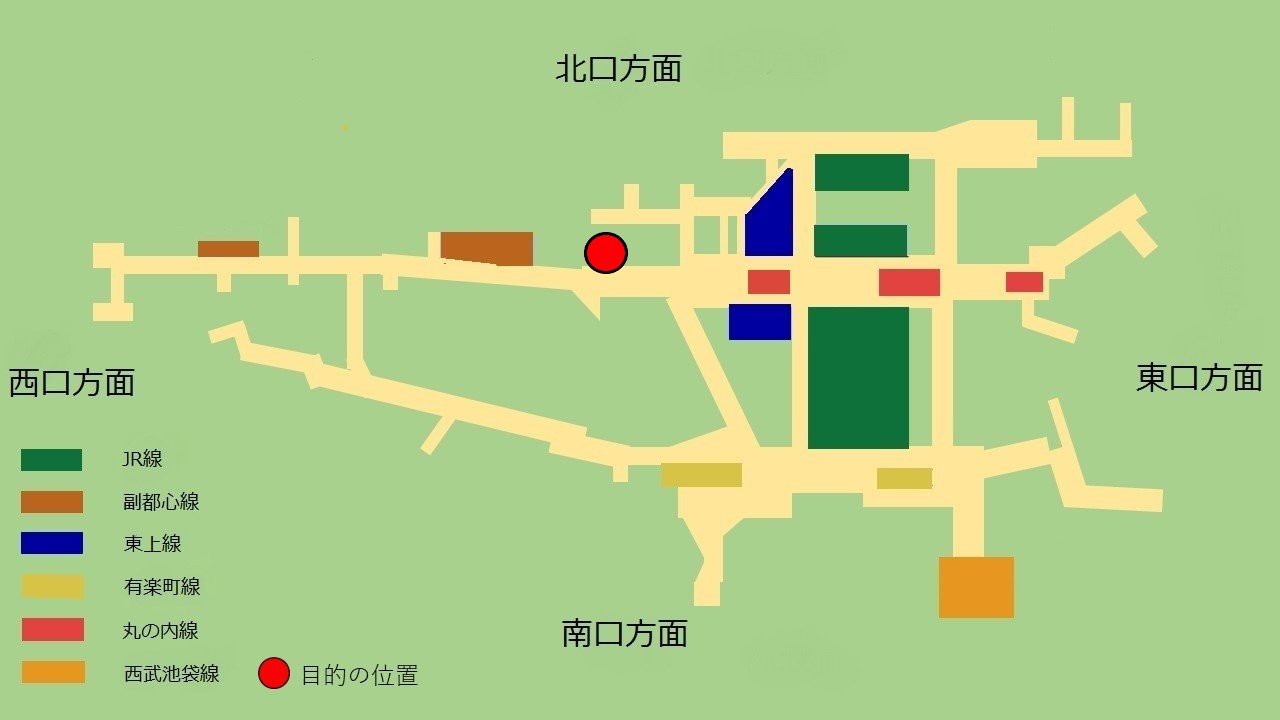 北口方面
西口方面
東口方面
JR線
副都心線
東上線
有楽町線
南口方面
丸の内線
西武池袋線
目的の位置